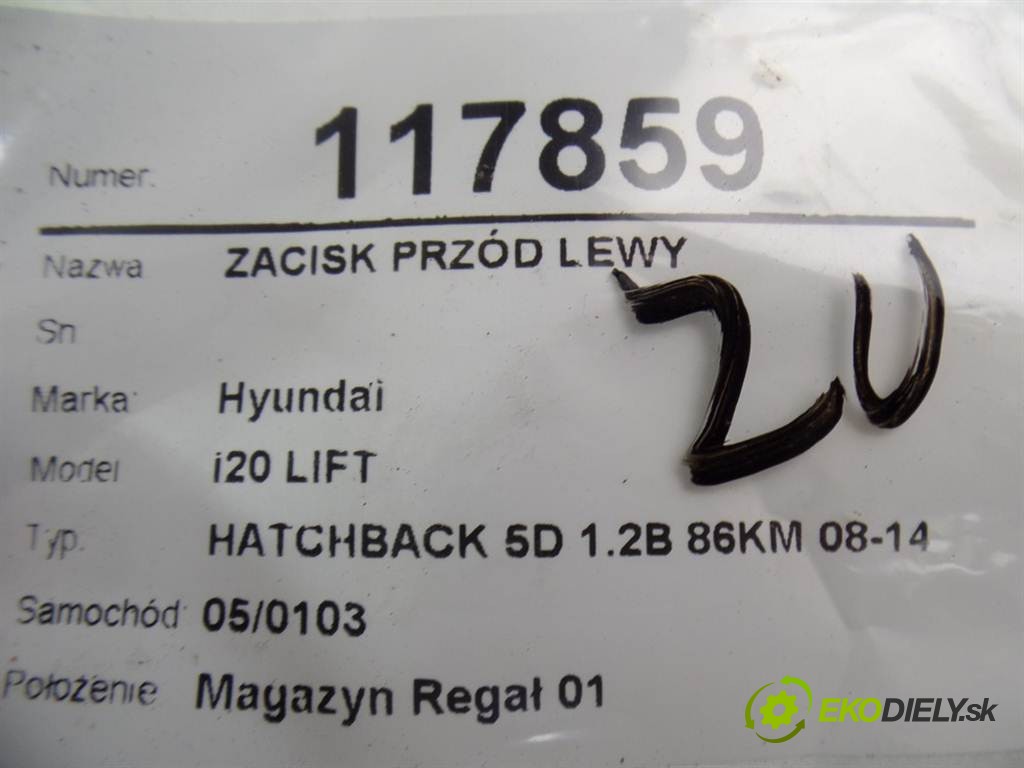 Numer: 117859
Nazwa ZACISK PRZÓD LEWY
Sn
Marka: Hyundai
Model i20 LIFT
Typ. HATCHBACK 5D 1.2B 86KM 08-14
Samochód: 05/0103
Położenie Magazyn Regał 01
EKODIELY.sk